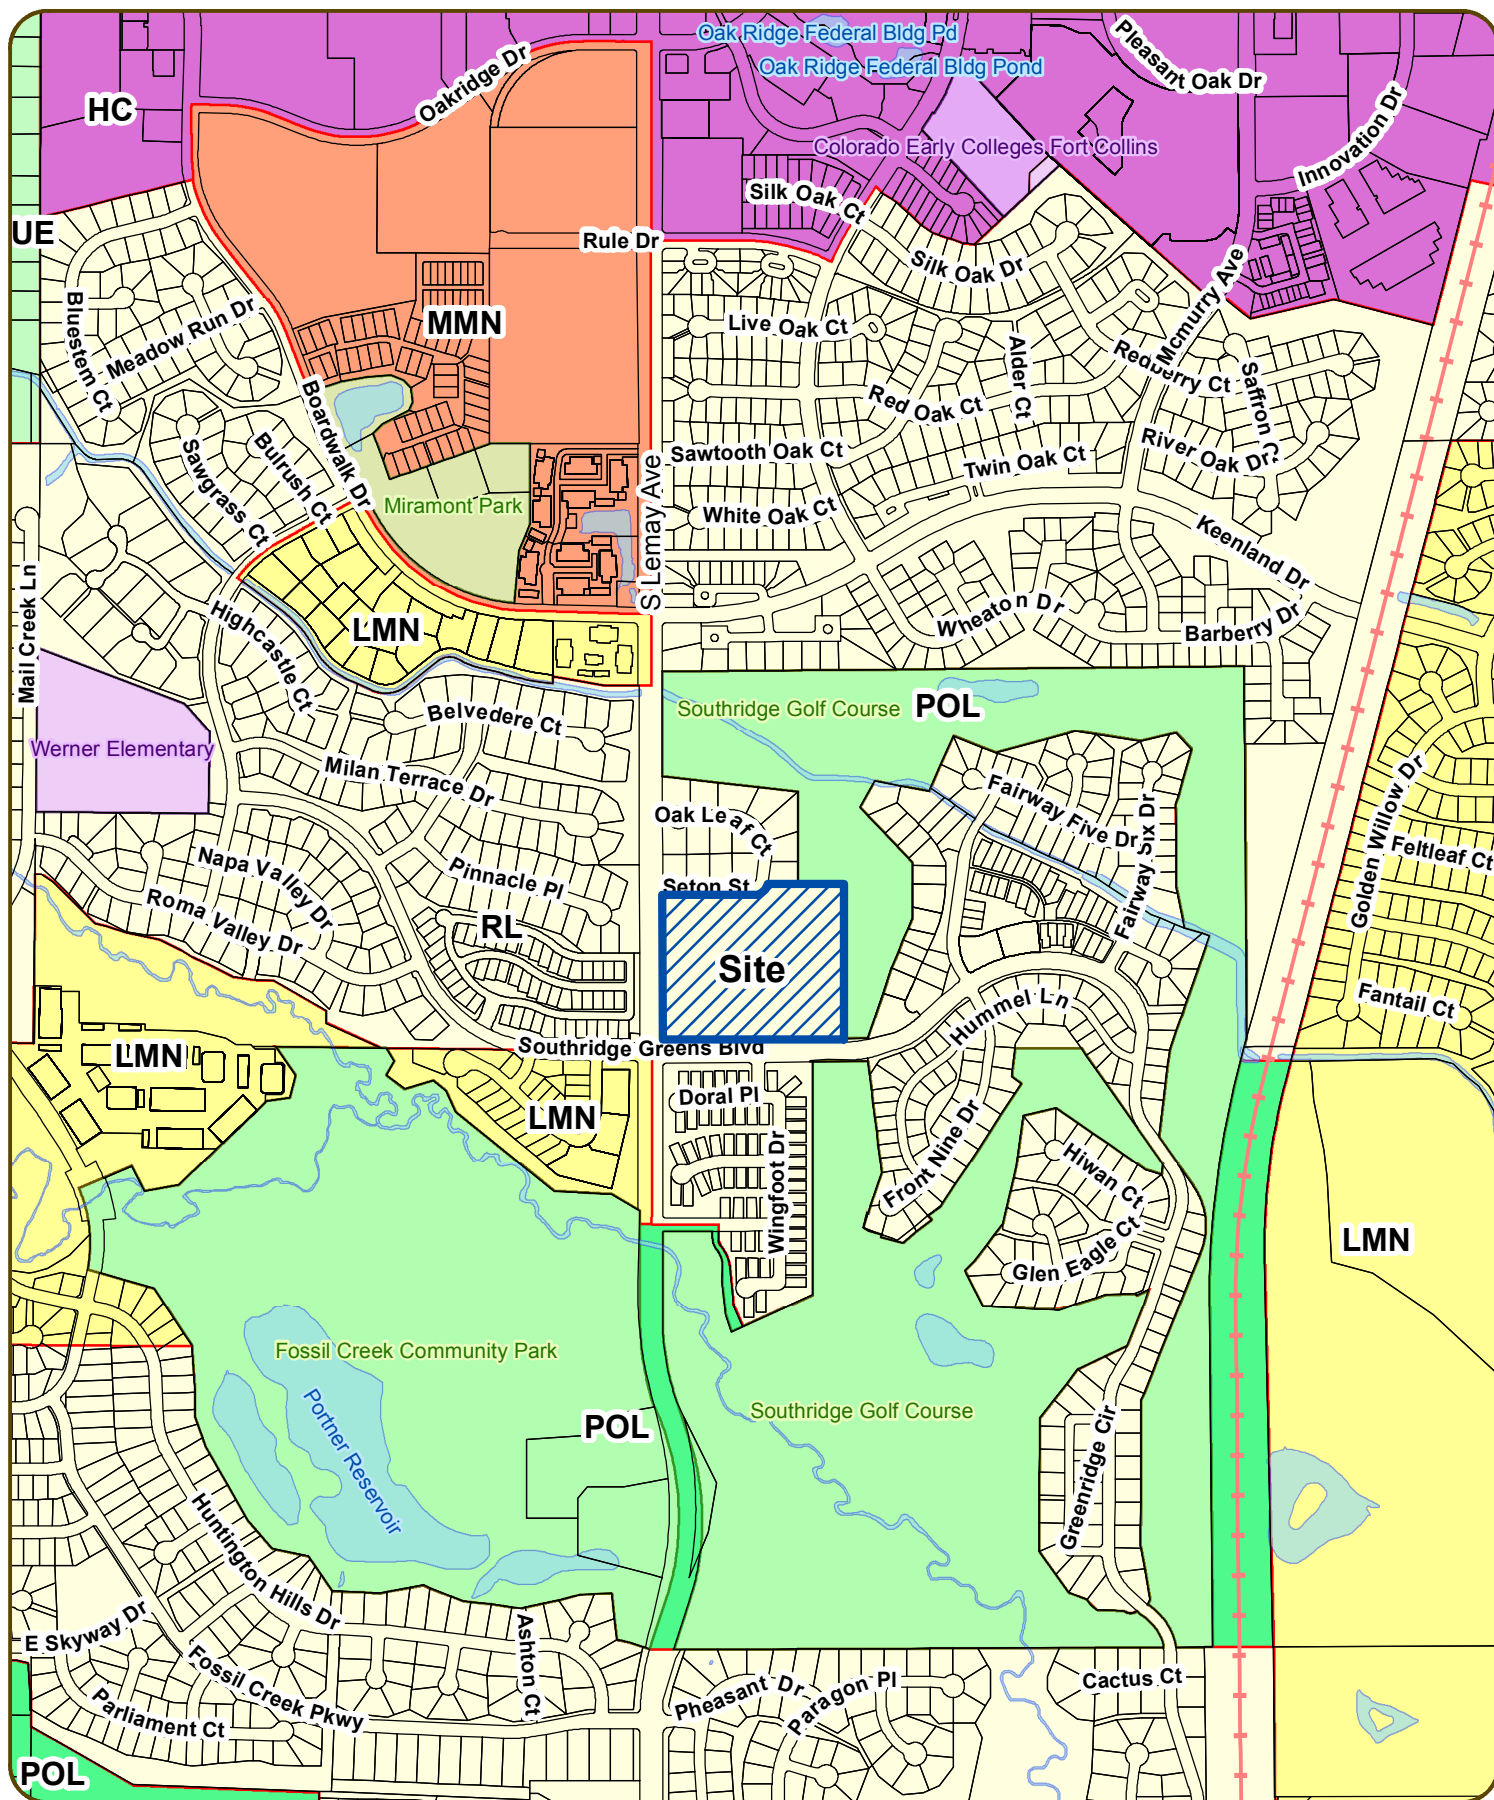 Oak Ridge Federal Bldg Pd
Pleasant Oak Dr
Oak Ridge Federal Bldg Pond
Oakridge Dr
HC
Innovation Dr
Colorado Early Colleges Fort Collins
Silk Oak Ct
UE
Rule Dr
Silk Oak Dr
Mcmurry Ave
Bluestem Ct
Meadow Run Dr
MMN
Live Oak Ct
Alder Ct
Redberry Ct
Saffron Ct
Boardwalk Dr
Red Oak Ct
Sawgrass Ct
Bulrush Ct
Sawtooth Oak Ct
Twin Oak Ct
River Oak Dr
Miramont Park
White Oak Ct
Keenland Dr
S Lemay Ave
Mail Creek Ln
Highcastle Ct
LMN
Wheaton Dr
Barberry Dr
Southridge Golf Course
POL
Belvedere Ct
Werner Elementary
Milan Terrace Dr
Fairway Five Dr
Fairway Six Dr
Golden Willow Dr
Oak Leaf Ct
Feltleaf Ct
Napa Valley Dr
Pinnacle Pl
Seton St
Roma Valley Dr
RL
Site
Hummel Ln
Fantail Ct
LMN
Southridge Greens Blvd
Doral Pl
LMN
Front Nine Dr
Wingfoot Dr
Hiwan Ct
Glen Eagle Ct
LMN
Fossil Creek Community Park
Portner Reservoir
POL
Southridge Golf Course
Greenridge Cir
Huntington Hills Dr
E Skyway Dr
Ashton Ct
Fossil Creek Pkwy
Parliament Ct
Pheasant Dr
Paragon Pl
Cactus Ct
POL